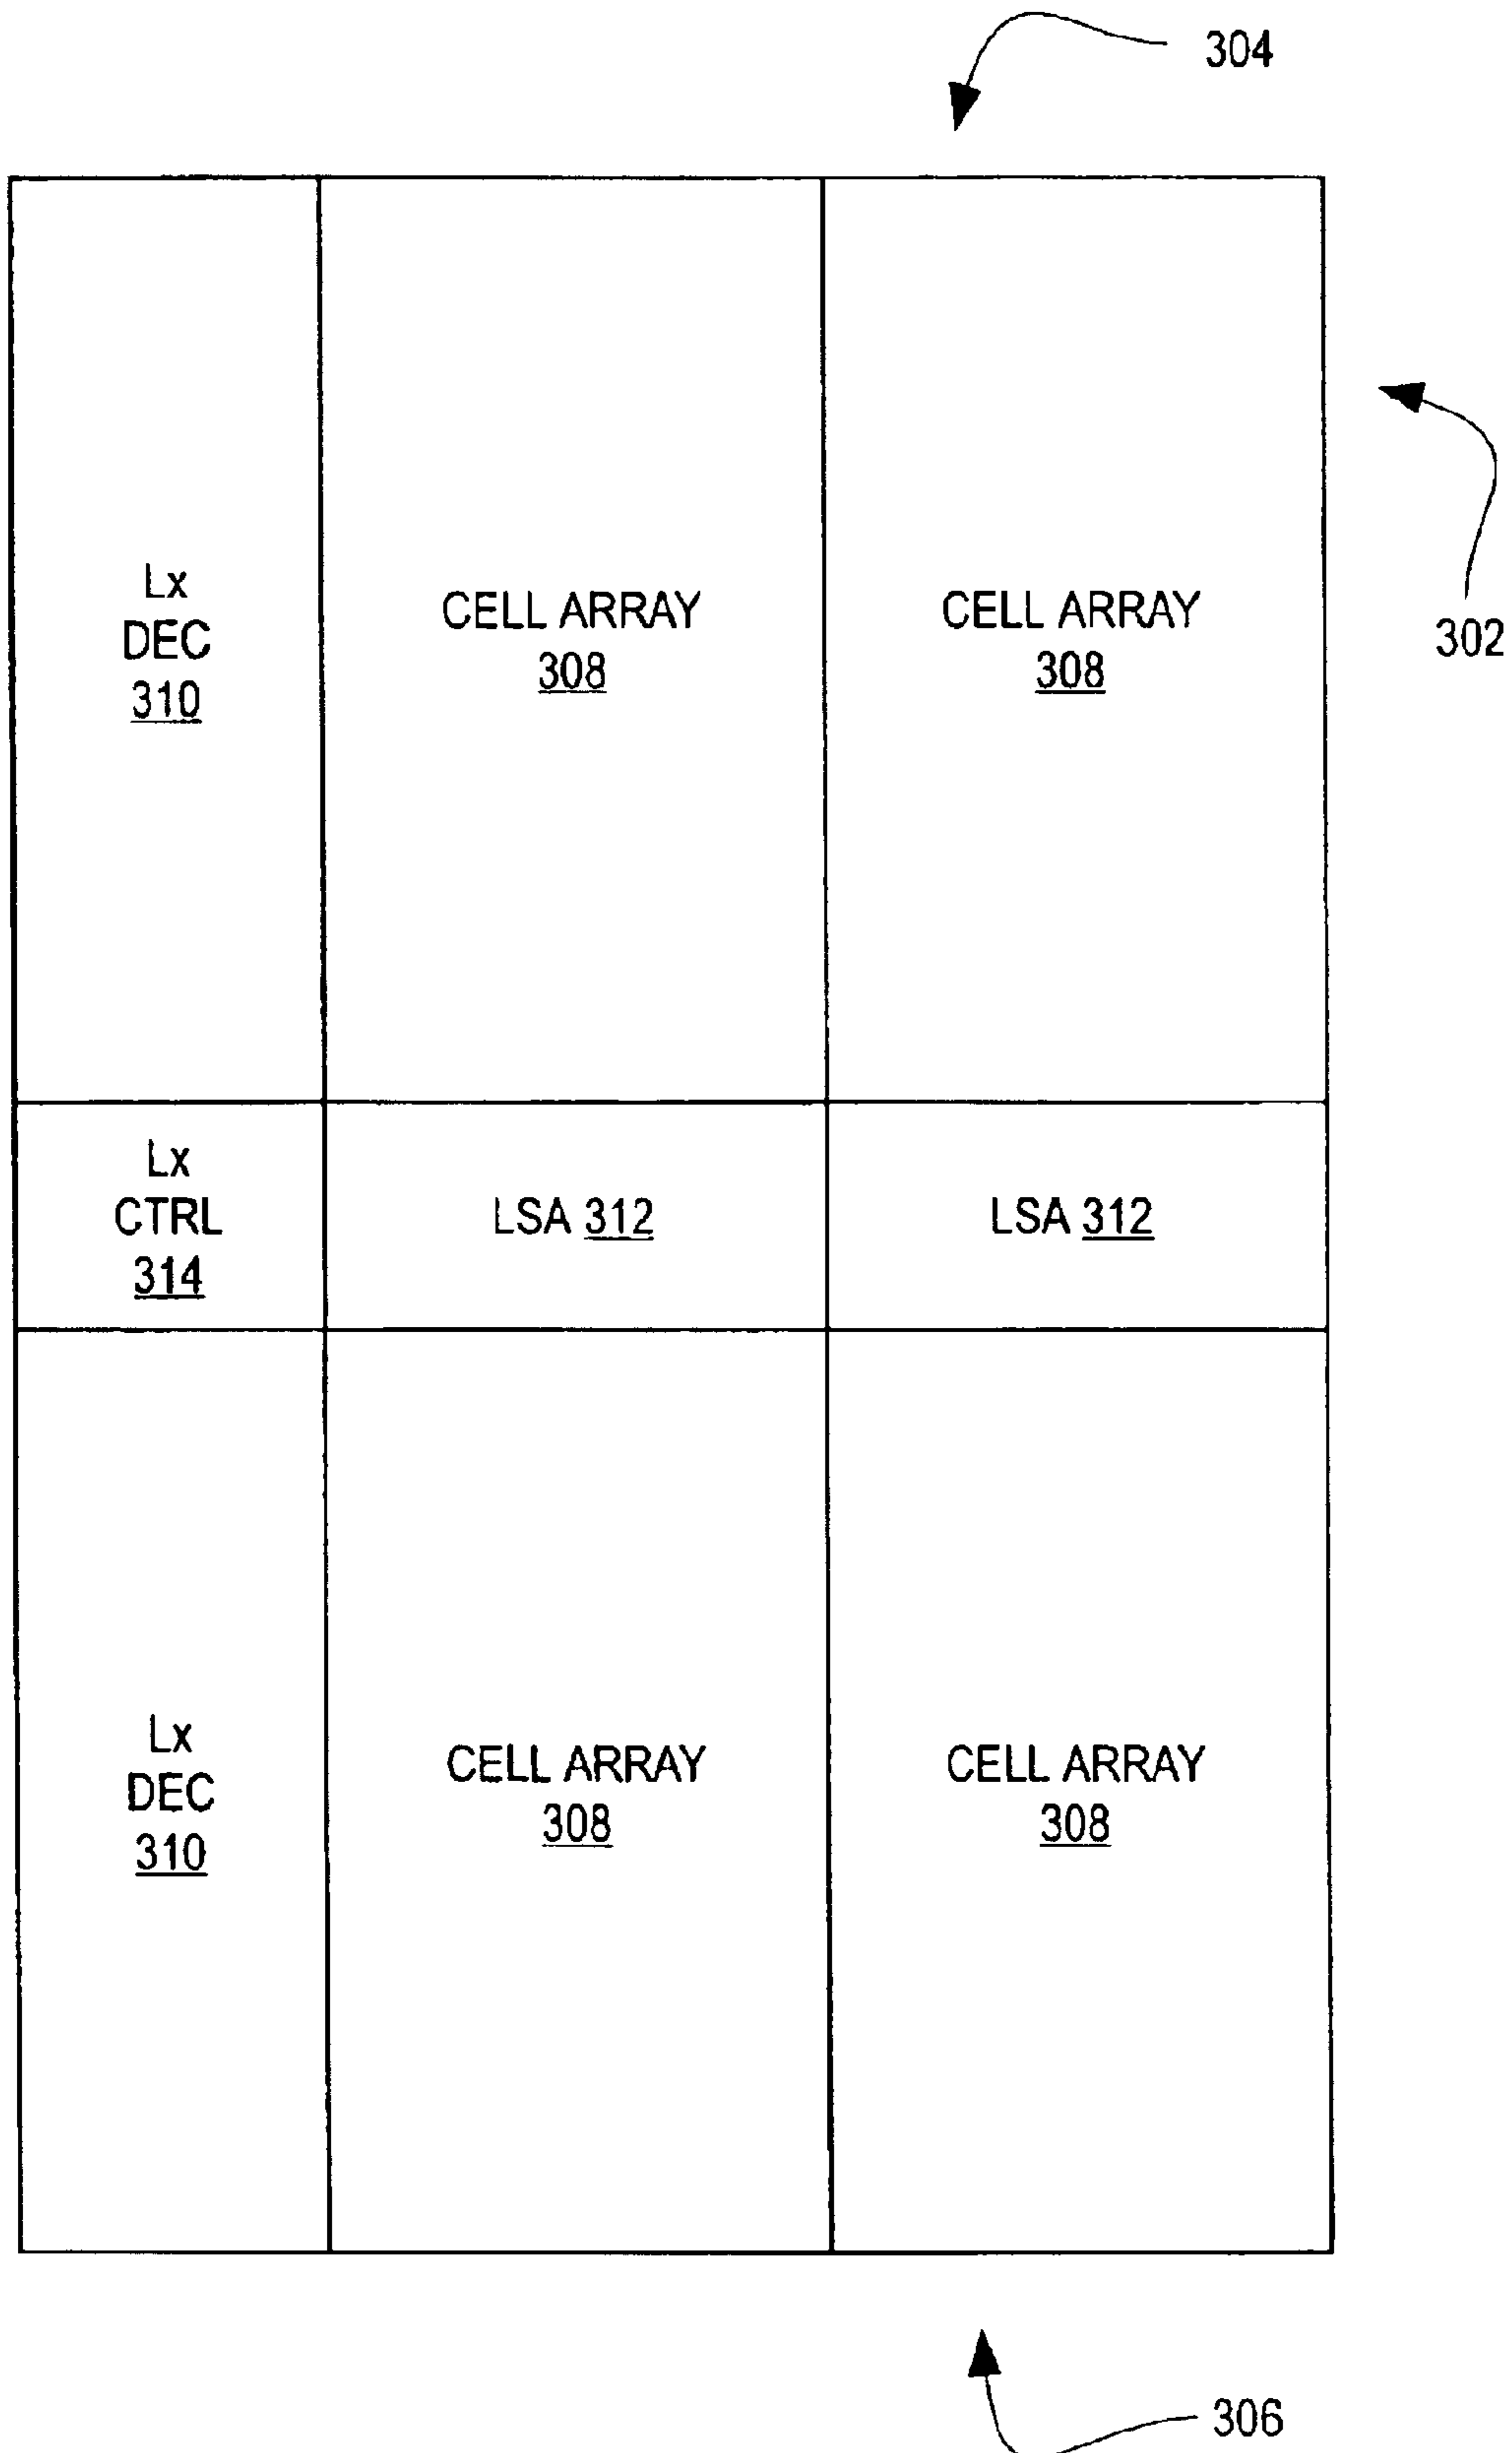 304
302
Lx
DEC
310
CELL ARRAY
308
CELL ARRAY
308
Lx
CTRL
314
LSA 312
LSA 312
Lx
DEC
310
CELL ARRAY
308
CELL ARRAY
308
306